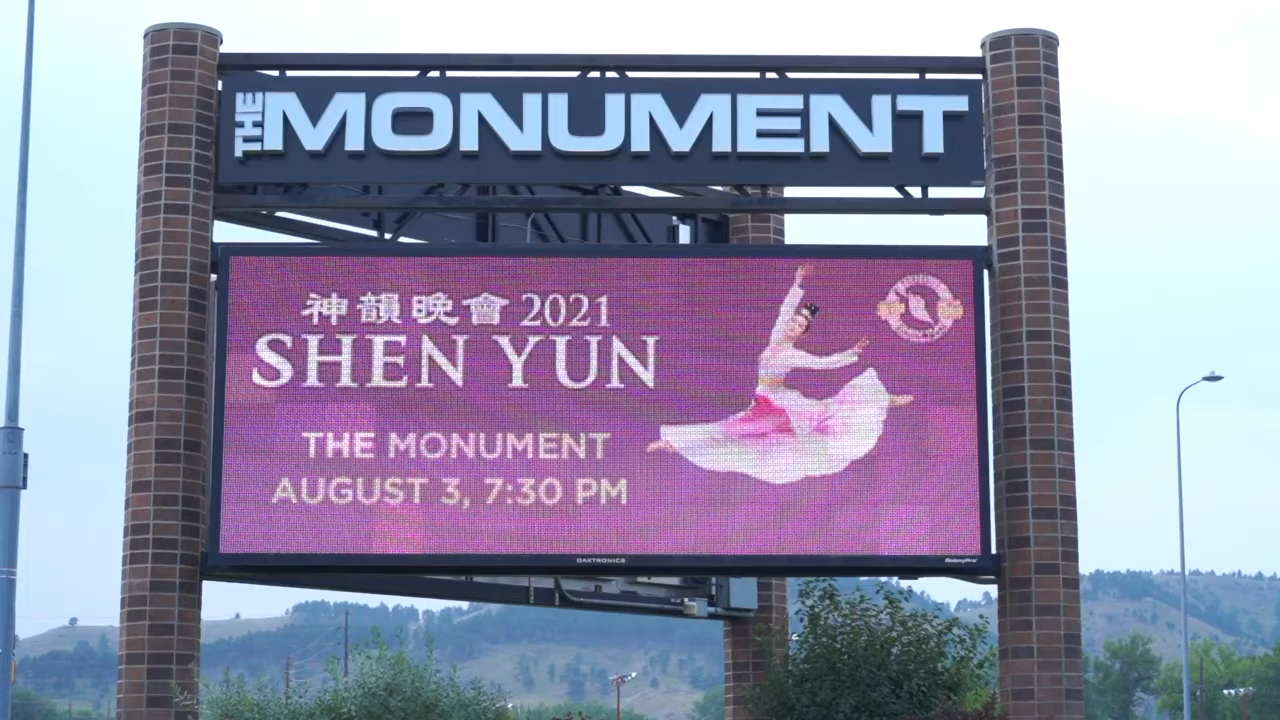 THE MONUMENT
神韻晚會 2021
SHEN YUN
THE MONUMENT
AUGUST 3, 7:30 PM
DAKTRONICS